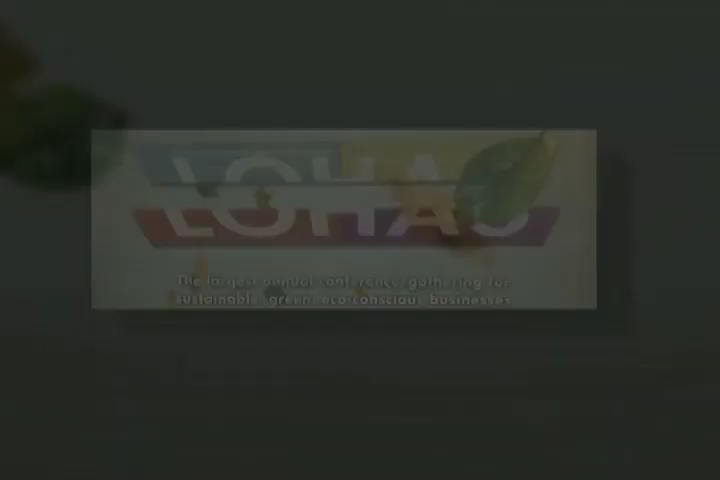 LOHAS
The largest annual conference/gathering for
sustainable, green, eco-conscious businesses